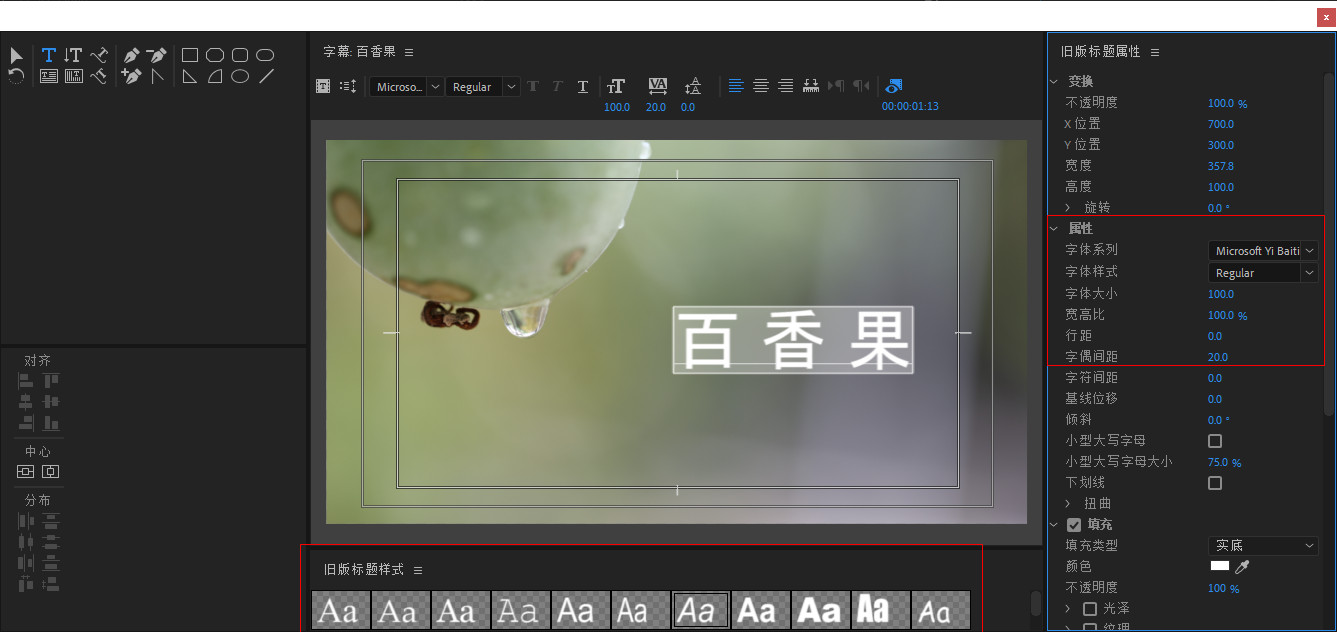 字幕: 百香果
Microso...
Regular
T
T
T
100.0
20.0
0.0
00:00:01:13
百香果
对齐
中心
分布
旧版标题样式
Aa Aa Aa Aa Aa Aa Aa Aa Aa Aa Aa
旧版标题属性
变换
不透明度 100.0 %
X 位置 700.0
Y 位置 300.0
宽度 357.8
高度 100.0
旋转 0.0 °
属性
字体系列 Microsoft Yi Baiti
字体样式 Regular
字体大小 100.0
宽高比 100.0 %
行距 0.0
字偶间距 20.0
字符间距 0.0
基线位移 0.0
倾斜 0.0 °
小型大写字母
小型大写字母大小 75.0 %
下划线
扭曲
填充
填充类型 实底
颜色
不透明度 100 %
光泽
纹理